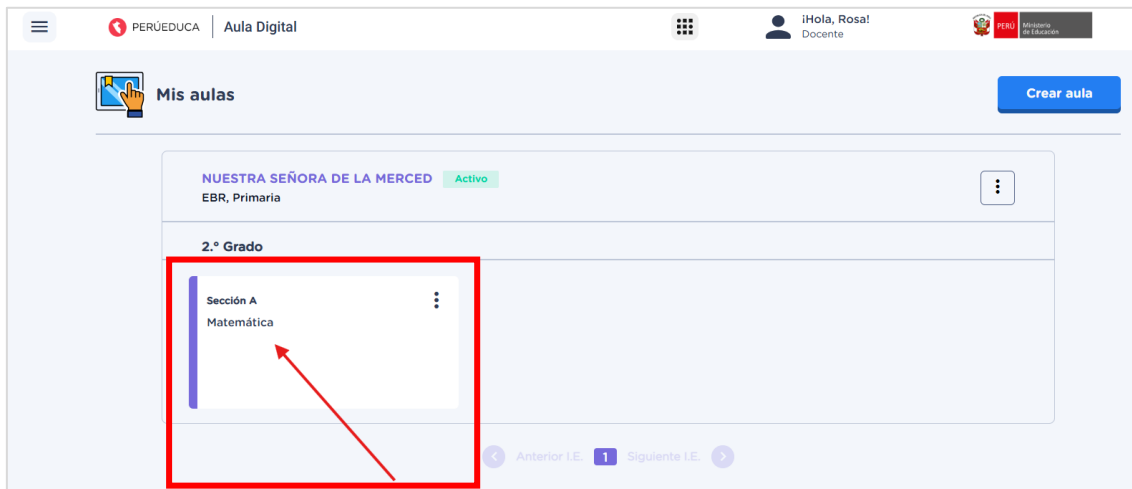 PERÚEDUCA Aula Digital
¡Hola, Rosa!
Docente
PERÚ Ministerio
de Educación
Mis aulas
Crear aula
NUESTRA SEÑORA DE LA MERCED Activo
EBR, Primaria
2.° Grado
Sección A
Matemática
Anterior I.E. 1 Siguiente I.E.